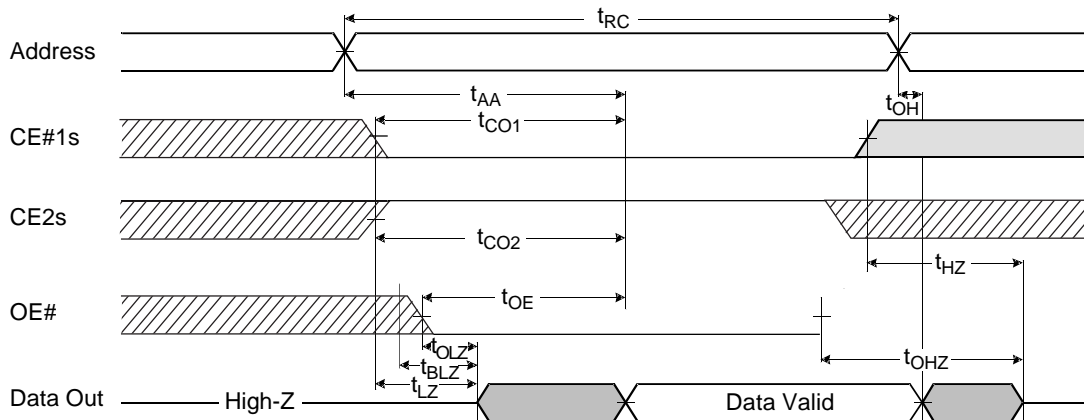 tRC
Address
tAA
tOH
tCO1
CE#1s
CE2s
tCO2
tHZ
tOE
OE#
tOLZ
tOHZ
tBLZ
tLZ
Data Out High-Z Data Valid